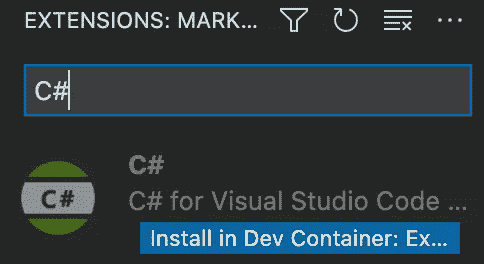 EXTENSIONS: MARK...
C#
C#
C#
C# for Visual Studio Code ...
Install in Dev Container: Ex...